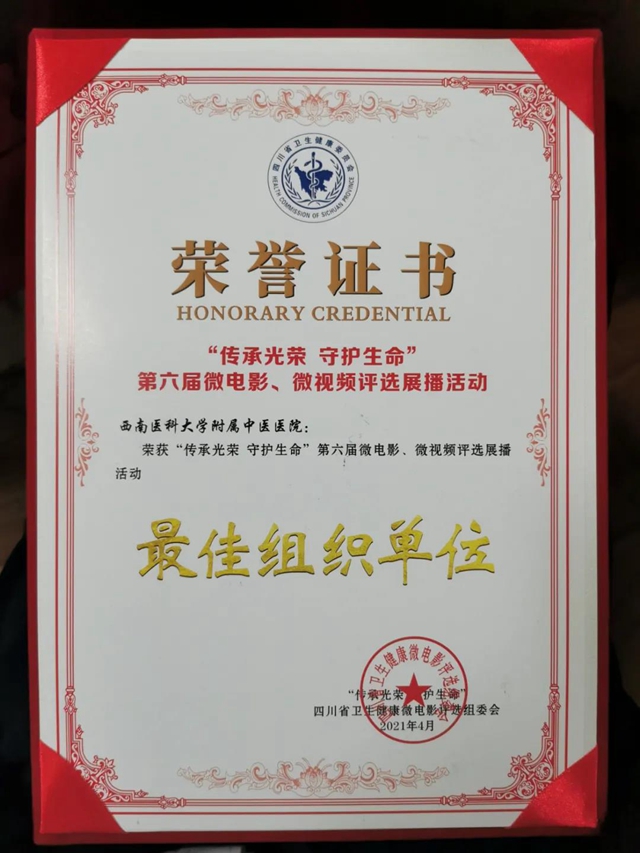 四川省卫生健康委员会
HEALTH COMMISSION OF SICHUAN PROVINCE
荣誉证书
HONORARY CREDENTIAL
“传承光荣 守护生命”
第六届微电影、微视频评选展播活动
西南医科大学附属中医医院：
荣获“传承光荣 守护生命”第六届微电影、微视频评选展播
活动
最佳组织单位
“传承光荣 守护生命”
四川省卫生健康微电影评选组委会
2021年4月